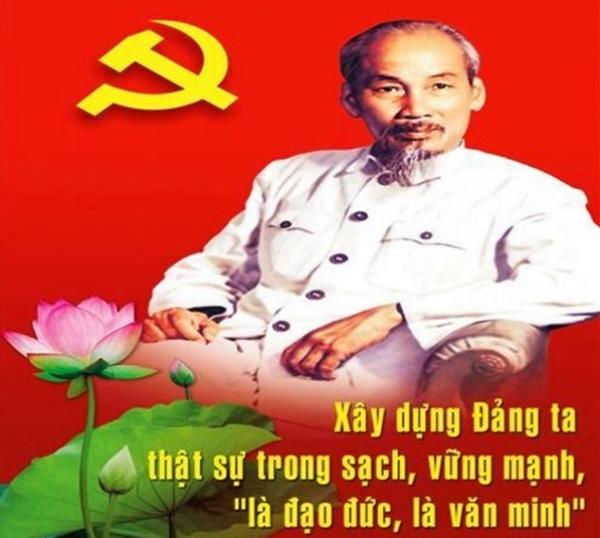 Xây dựng Đảng ta
thật sự trong sạch, vững mạnh,
"là đạo đức, là văn minh"